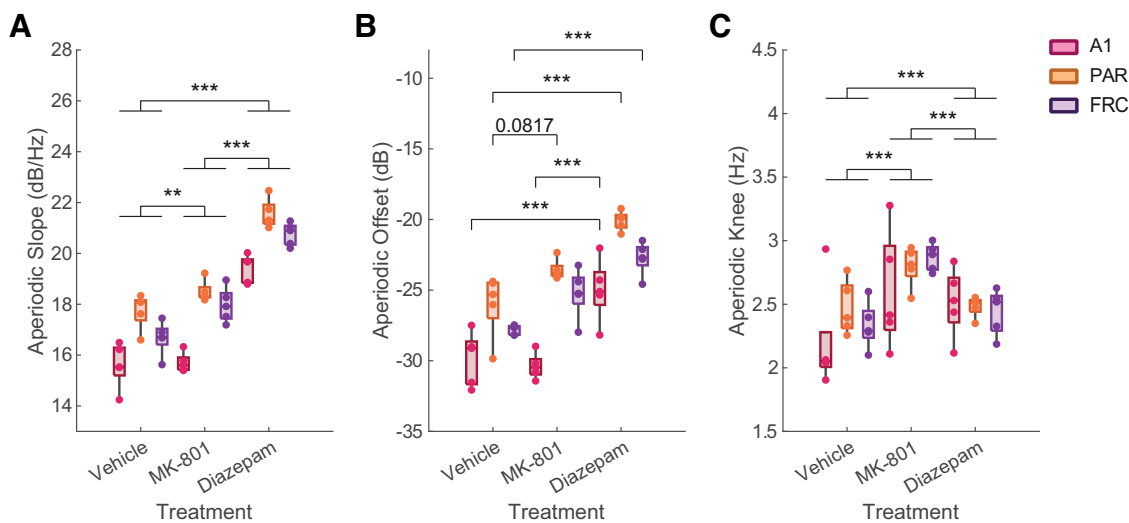 A
Aperiodic Slope (dB/Hz)
28
26
24
22
20
18
16
14
***
***
**
Vehicle
MK-801
Diazepam
Treatment
B
Aperiodic Offset (dB)
-10
-15
-20
-25
-30
-35
***
***
0.0817
***
***
Vehicle
MK-801
Diazepam
Treatment
C
Aperiodic Knee (Hz)
4.5
4
3.5
3
2.5
2
1.5
***
***
***
Vehicle
MK-801
Diazepam
Treatment
A1
PAR
FRC